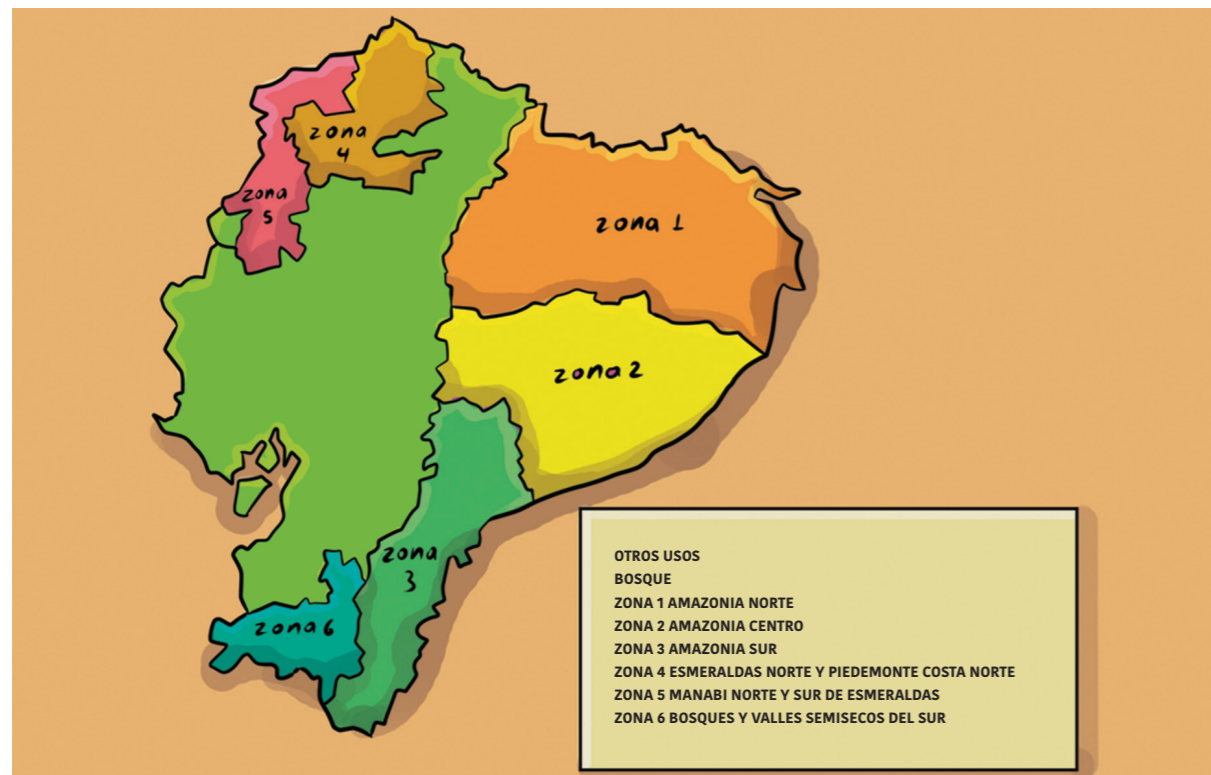 zona
4
zona
5
zona 1
zona 2
zona
3
zona 6
OTROS USOS
BOSQUE
ZONA 1 AMAZONIA NORTE
ZONA 2 AMAZONIA CENTRO
ZONA 3 AMAZONIA SUR
ZONA 4 ESMERALDAS NORTE Y PIEDEMONTE COSTA NORTE
ZONA 5 MANABI NORTE Y SUR DE ESMERALDAS
ZONA 6 BOSQUES Y VALLES SEMISECOS DEL SUR